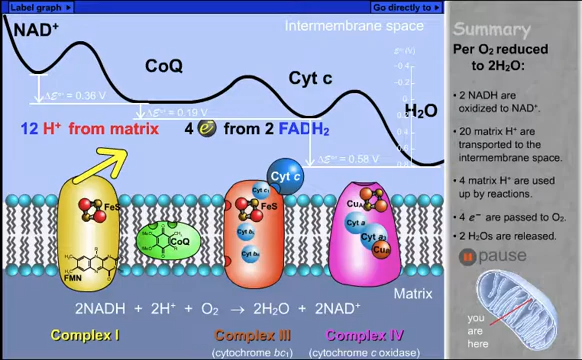 Label graph
Go directly to
NAD⁺
Intermembrane space
Summary
Per O₂ reduced
to 2H₂O:
CoQ
Cyt c
H₂O
-0.4
ΔE°' = 0.36 V
ΔE°' = 0.19 V
ΔE°' = 0.58 V
12 H⁺ from matrix
4 e⁻ from 2 FADH₂
• 2 NADH are
oxidized to NAD⁺.
• 20 matrix H⁺ are
transported to the
intermembrane space.
• 4 matrix H⁺ are used
up by reactions.
• 4 e⁻ are passed to O₂.
• 2 H₂Os are released.
pause
you
are
here
Cyt c
Cyt c₁
FeS
FeS
CuA
Cyt a
Cyt a₃
CuB
CoQ
FMN
Matrix
2NADH + 2H⁺ + O₂ → 2H₂O + 2NAD⁺
Complex I
Complex III
(cytochrome bc₁)
Complex IV
(cytochrome c oxidase)